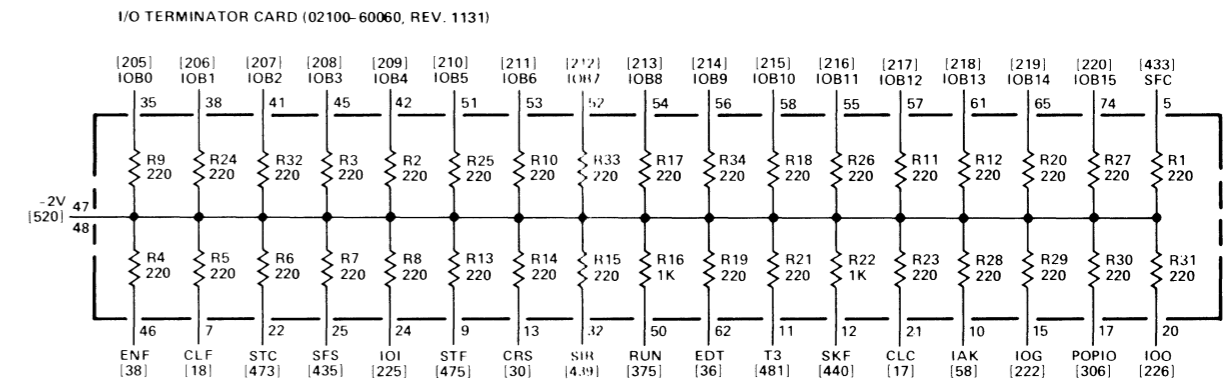 I/O TERMINATOR CARD (02100-60060, REV. 1131)
[205] [206] [207] [208] [209] [210] [211] [212] [213] [214] [215] [216] [217] [218] [219] [220] [433]
IOB0 IOB1 IOB2 IOB3 IOB4 IOB5 IOB6 IOB7 IOB8 IOB9 IOB10 IOB11 IOB12 IOB13 IOB14 IOB15 SFC
35 38 41 45 42 51 53 52 54 56 58 55 57 61 65 74 5
R9 R24 R32 R3 R2 R25 R10 R33 R17 R34 R18 R26 R11 R12 R20 R27 R1
220 220 220 220 220 220 220 220 220 220 220 220 220 220 220 220 220
-2V 47
[520] 48
R4 R5 R6 R7 R8 R13 R14 R15 R16 R19 R21 R22 R23 R28 R29 R30 R31
220 220 220 220 220 220 220 220 1K 220 220 1K 220 220 220 220 220
46 7 22 25 24 9 13 32 50 62 11 12 21 10 15 17 20
ENF CLF STC SFS IOI STF CRS SIR RUN EDT T3 SKF CLC IAK IOG POPIO IOO
[38] [18] [473] [435] [225] [475] [30] [439] [375] [36] [481] [440] [17] [58] [222] [306] [226]